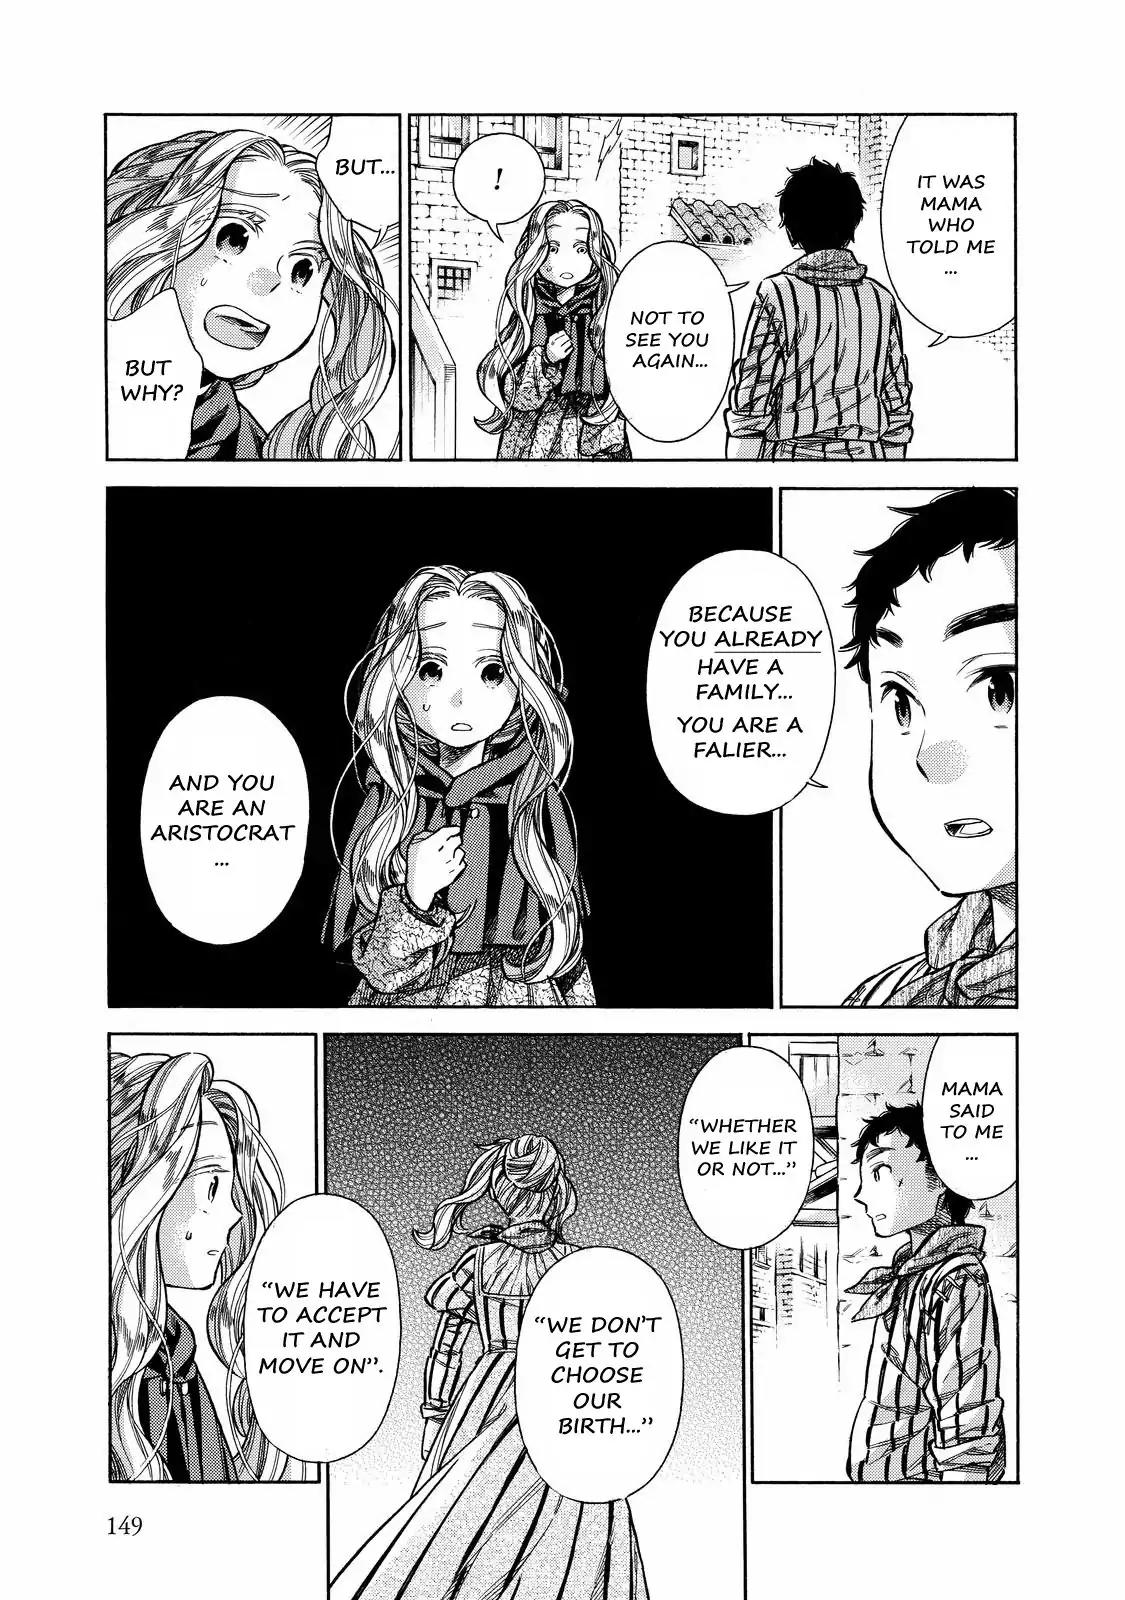 IT WAS
MAMA
WHO
TOLD ME
...
NOT TO
SEE YOU
AGAIN...
!
BUT...
BUT
WHY?
BECAUSE
YOU ALREADY
HAVE A
FAMILY...
YOU ARE A
FALIER...
AND YOU
ARE AN
ARISTOCRAT
...
MAMA
SAID
TO ME
...
“WHETHER
WE LIKE IT
OR NOT...”
“WE DON'T
GET TO
CHOOSE
OUR
BIRTH...”
“WE HAVE
TO ACCEPT
IT AND
MOVE ON”.
149